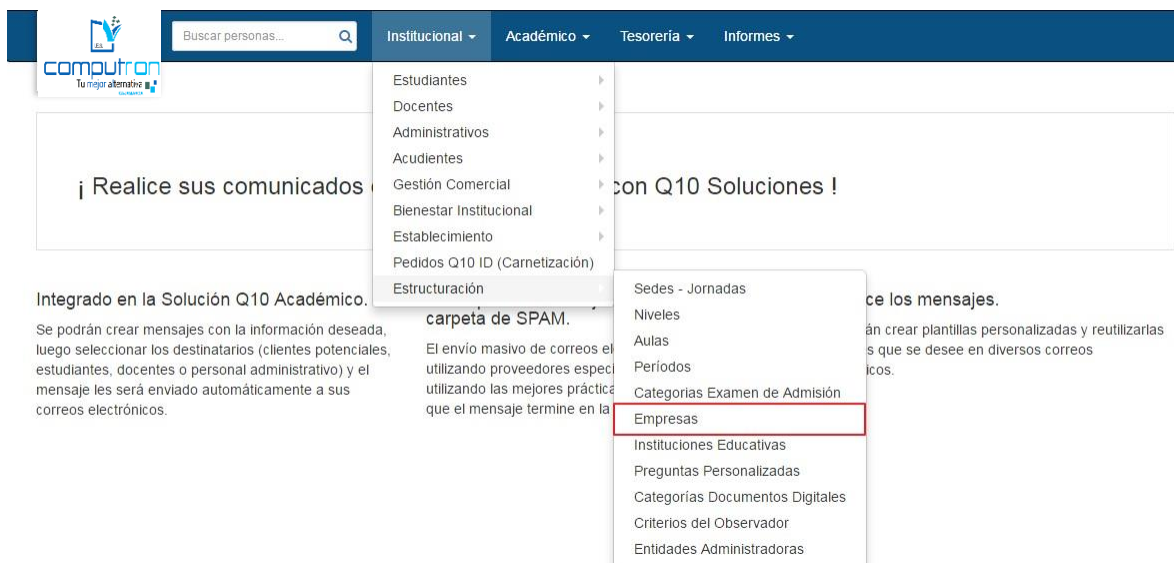 Buscar personas...
Institucional
Académico
Tesorería
Informes
computron
Tu mejor alternativa
Estudiantes
Docentes
Administrativos
Acudientes
Gestión Comercial
Bienestar Institucional
Establecimiento
Pedidos Q10 ID (Carnetización)
Estructuración
Sedes - Jornadas
Niveles
Aulas
Períodos
Categorias Examen de Admisión
Empresas
Instituciones Educativas
Preguntas Personalizadas
Categorías Documentos Digitales
Criterios del Observador
Entidades Administradoras
¡ Realice sus comunicados
con Q10 Soluciones !
Integrado en la Solución Q10 Académico.
Se podrán crear mensajes con la información deseada,
luego seleccionar los destinatarios (clientes potenciales,
estudiantes, docentes o personal administrativo) y el
mensaje les será enviado automáticamente a sus
correos electrónicos.
carpeta de SPAM.
El envío masivo de correos
utilizando proveedores
utilizando las mejores
que el mensaje termine en la
los mensajes.
crear plantillas personalizadas y reutilizarlas
que se desee en diversos correos